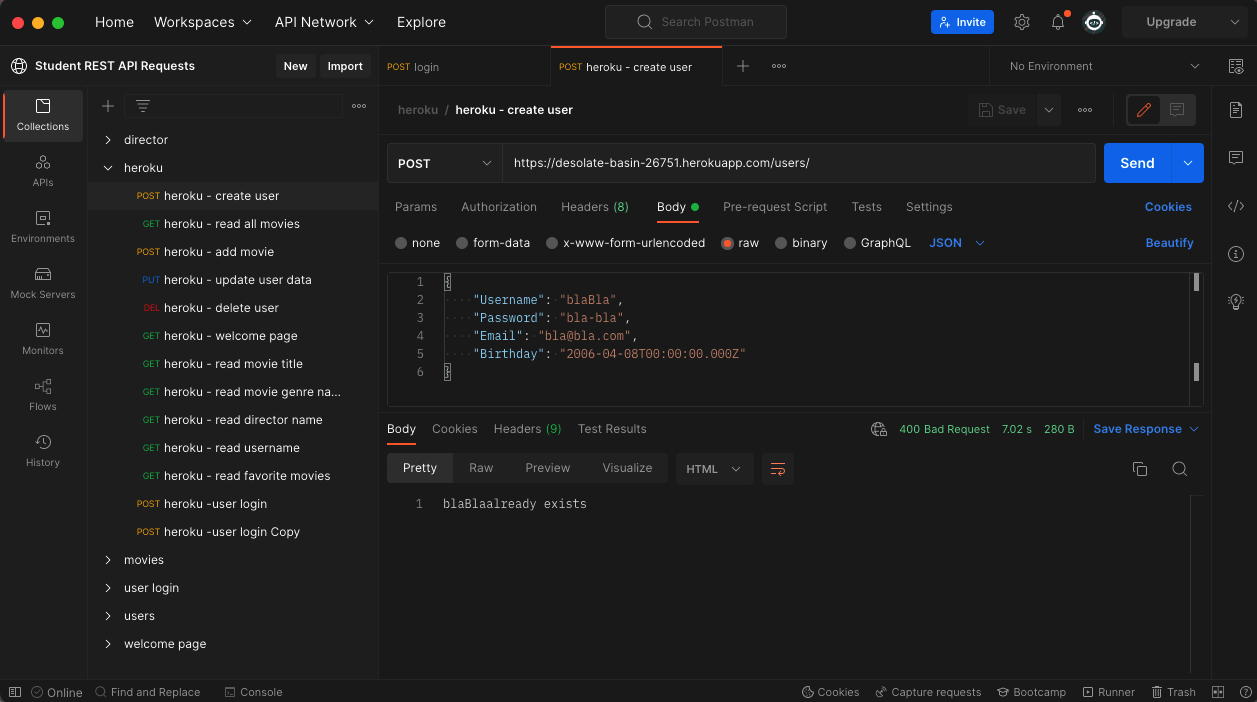 Home Workspaces API Network Explore Search Postman Invite Upgrade
Student REST API Requests New Import POST login POST heroku - create user No Environment
Collections
APIs
Environments
Mock Servers
Monitors
Flows
History
director
heroku
POST heroku - create user
GET heroku - read all movies
POST heroku - add movie
PUT heroku - update user data
DEL heroku - delete user
GET heroku - welcome page
GET heroku - read movie title
GET heroku - read movie genre na...
GET heroku - read director name
GET heroku - read username
GET heroku - read favorite movies
POST heroku -user login
POST heroku -user login Copy
movies
user login
users
welcome page
heroku / heroku - create user Save
POST https://desolate-basin-26751.herokuapp.com/users/ Send
Params Authorization Headers (8) Body Pre-request Script Tests Settings Cookies
none form-data x-www-form-urlencoded raw binary GraphQL JSON Beautify
1 {
2 "Username": "blaBla",
3 "Password": "bla-bla",
4 "Email": "bla@bla.com",
5 "Birthday": "2006-04-08T00:00:00.000Z"
6 }
Body Cookies Headers (9) Test Results 400 Bad Request 7.02 s 280 B Save Response
Pretty Raw Preview Visualize HTML
1 blaBlaalready exists
Online Find and Replace Console Cookies Capture requests Bootcamp Runner Trash